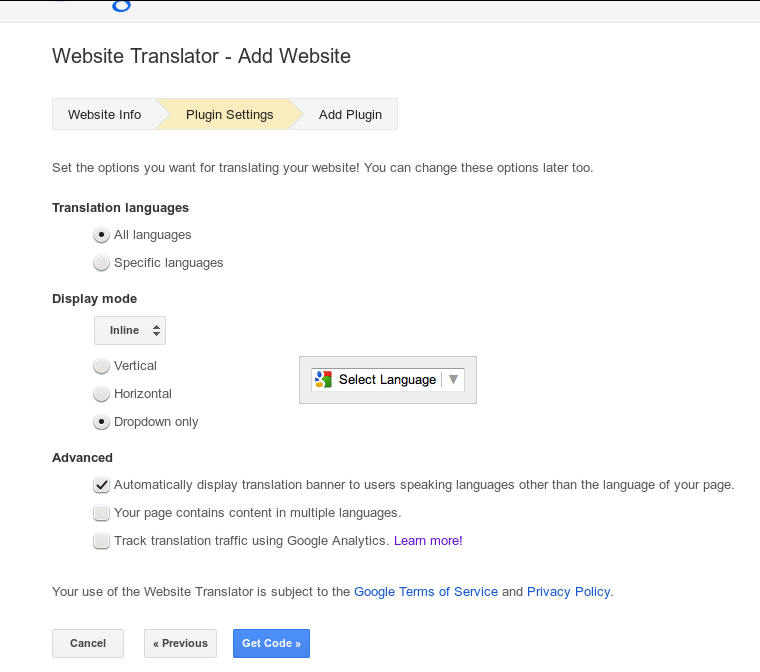 Website Translator - Add Website
Website Info Plugin Settings Add Plugin
Set the options you want for translating your website! You can change these options later too.
Translation languages
All languages
Specific languages
Display mode
Inline
Vertical
Select Language
Horizontal
Dropdown only
Advanced
Automatically display translation banner to users speaking languages other than the language of your page.
Your page contains content in multiple languages.
Track translation traffic using Google Analytics. Learn more!
Your use of the Website Translator is subject to the Google Terms of Service and Privacy Policy.
Cancel « Previous Get Code »